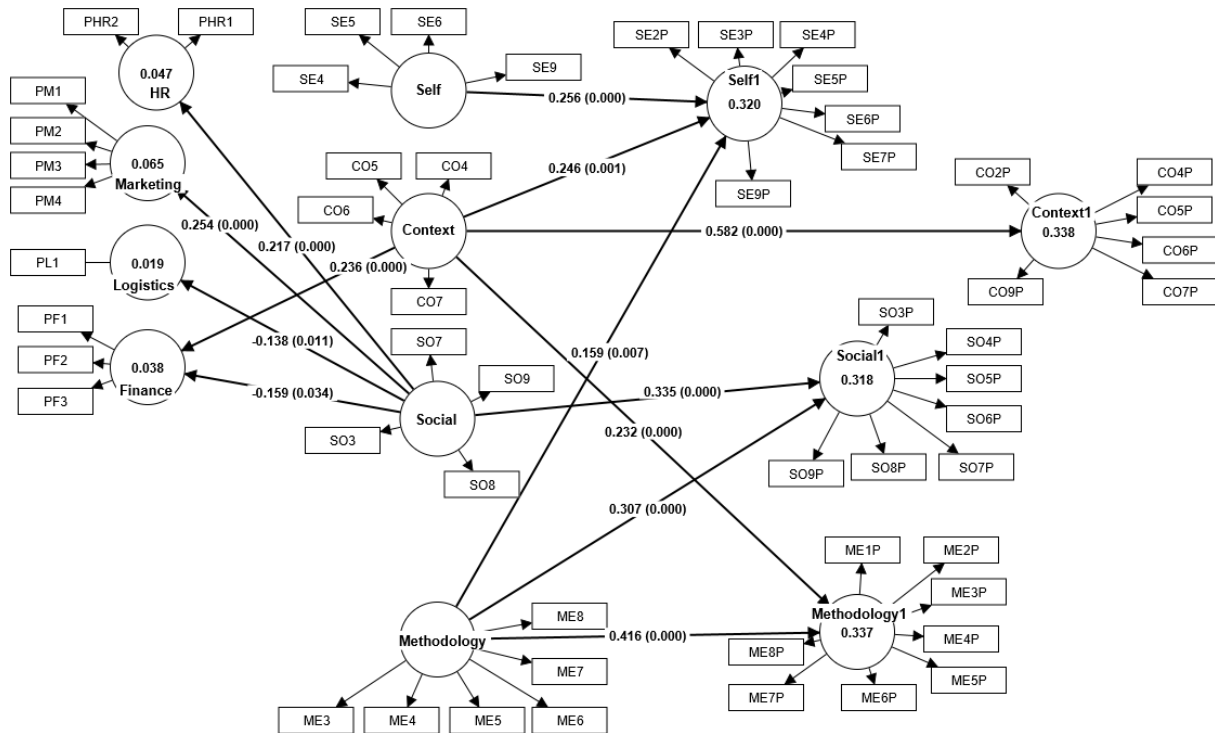 PHR2
PHR1
0.047
HR
PM1
PM2
PM3
PM4
0.065
Marketing
PL1
0.019
Logistics
PF1
PF2
PF3
0.038
Finance
SE5
SE6
SE4
SE9
Self
0.256 (0.000)
SE2P
SE3P
SE4P
Self1
0.320
SE5P
SE6P
SE7P
SE9P
CO5
CO4
CO6
CO7
Context
0.246 (0.001)
0.582 (0.000)
0.254 (0.000)
0.217 (0.000)
0.236 (0.000)
-0.138 (0.011)
-0.159 (0.034)
CO2P
CO4P
Context1
0.338
CO5P
CO6P
CO9P
CO7P
SO7
SO9
Social
SO3
SO8
0.159 (0.007)
0.335 (0.000)
0.232 (0.000)
SO3P
Social1
0.318
SO4P
SO5P
SO6P
SO9P
SO8P
SO7P
0.307 (0.000)
Methodology
ME8
ME7
ME3
ME4
ME5
ME6
0.416 (0.000)
ME1P
ME2P
Methodology1
0.337
ME3P
ME4P
ME8P
ME7P
ME6P
ME5P